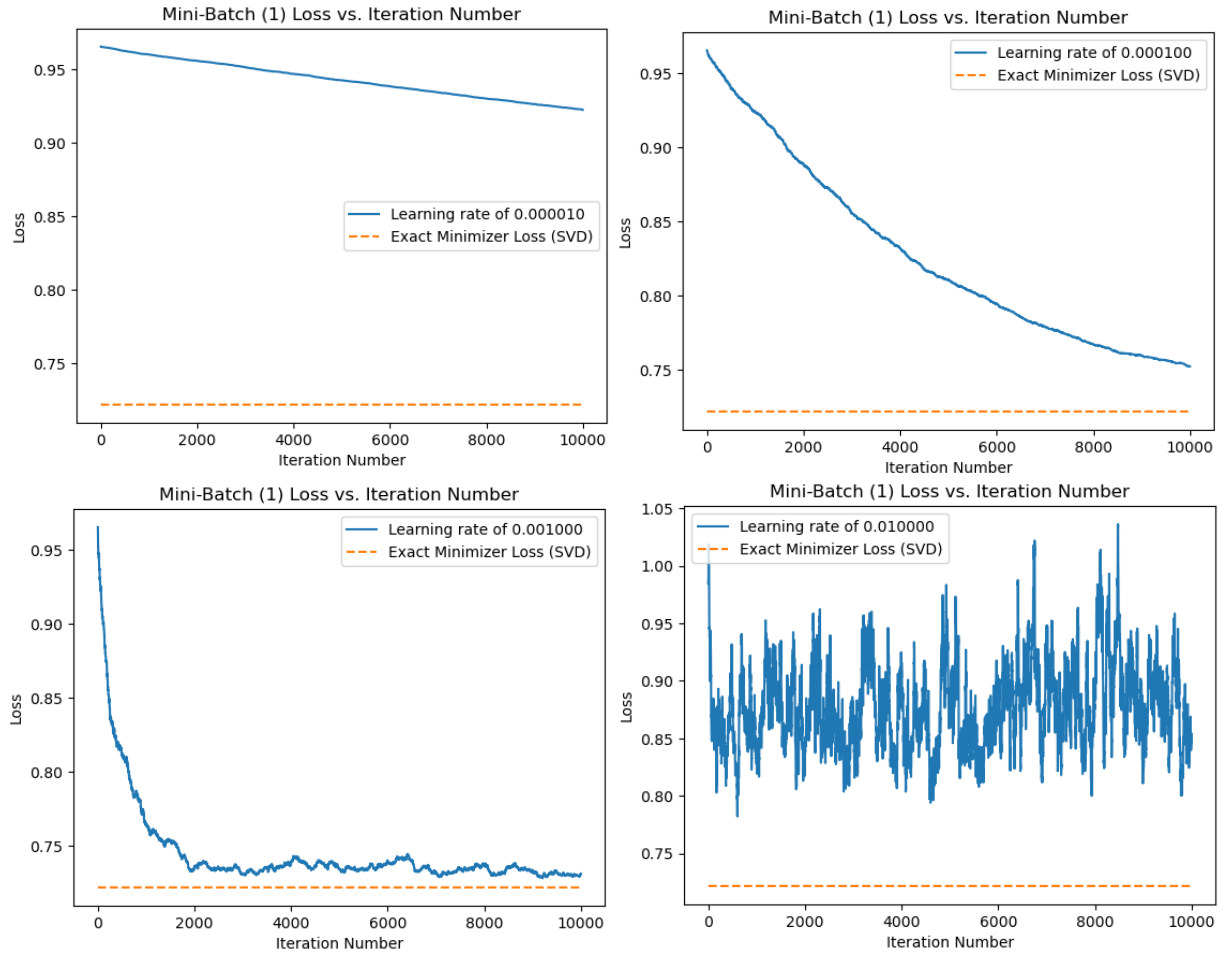 Mini-Batch (1) Loss vs. Iteration Number
Loss
0.95
0.90
0.85
0.80
0.75
Learning rate of 0.000010
Exact Minimizer Loss (SVD)
0 2000 4000 6000 8000 10000
Iteration Number
Mini-Batch (1) Loss vs. Iteration Number
Loss
0.95
0.90
0.85
0.80
0.75
Learning rate of 0.000100
Exact Minimizer Loss (SVD)
0 2000 4000 6000 8000 10000
Iteration Number
Mini-Batch (1) Loss vs. Iteration Number
Loss
0.95
0.90
0.85
0.80
0.75
Learning rate of 0.001000
Exact Minimizer Loss (SVD)
0 2000 4000 6000 8000 10000
Iteration Number
Mini-Batch (1) Loss vs. Iteration Number
Loss
1.05
1.00
0.95
0.90
0.85
0.80
0.75
Learning rate of 0.010000
Exact Minimizer Loss (SVD)
0 2000 4000 6000 8000 10000
Iteration Number